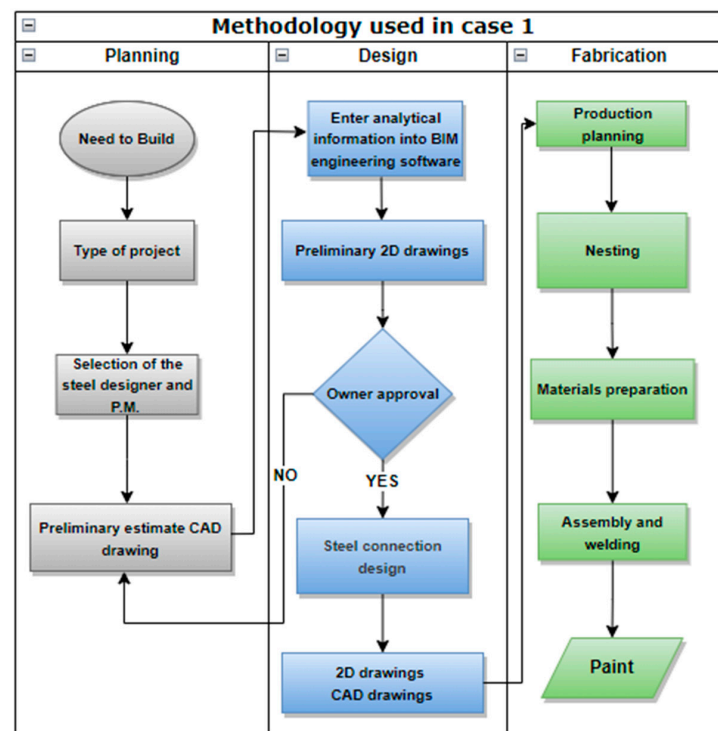 Methodology used in case 1
Planning
Design
Fabrication
Need to Build
Type of project
Selection of the
steel designer and
P.M.
Preliminary estimate CAD
drawing
Enter analytical
information into BIM
engineering software
Preliminary 2D drawings
Owner approval
NO
YES
Steel connection
design
2D drawings
CAD drawings
Production
planning
Nesting
Materials preparation
Assembly and
welding
Paint